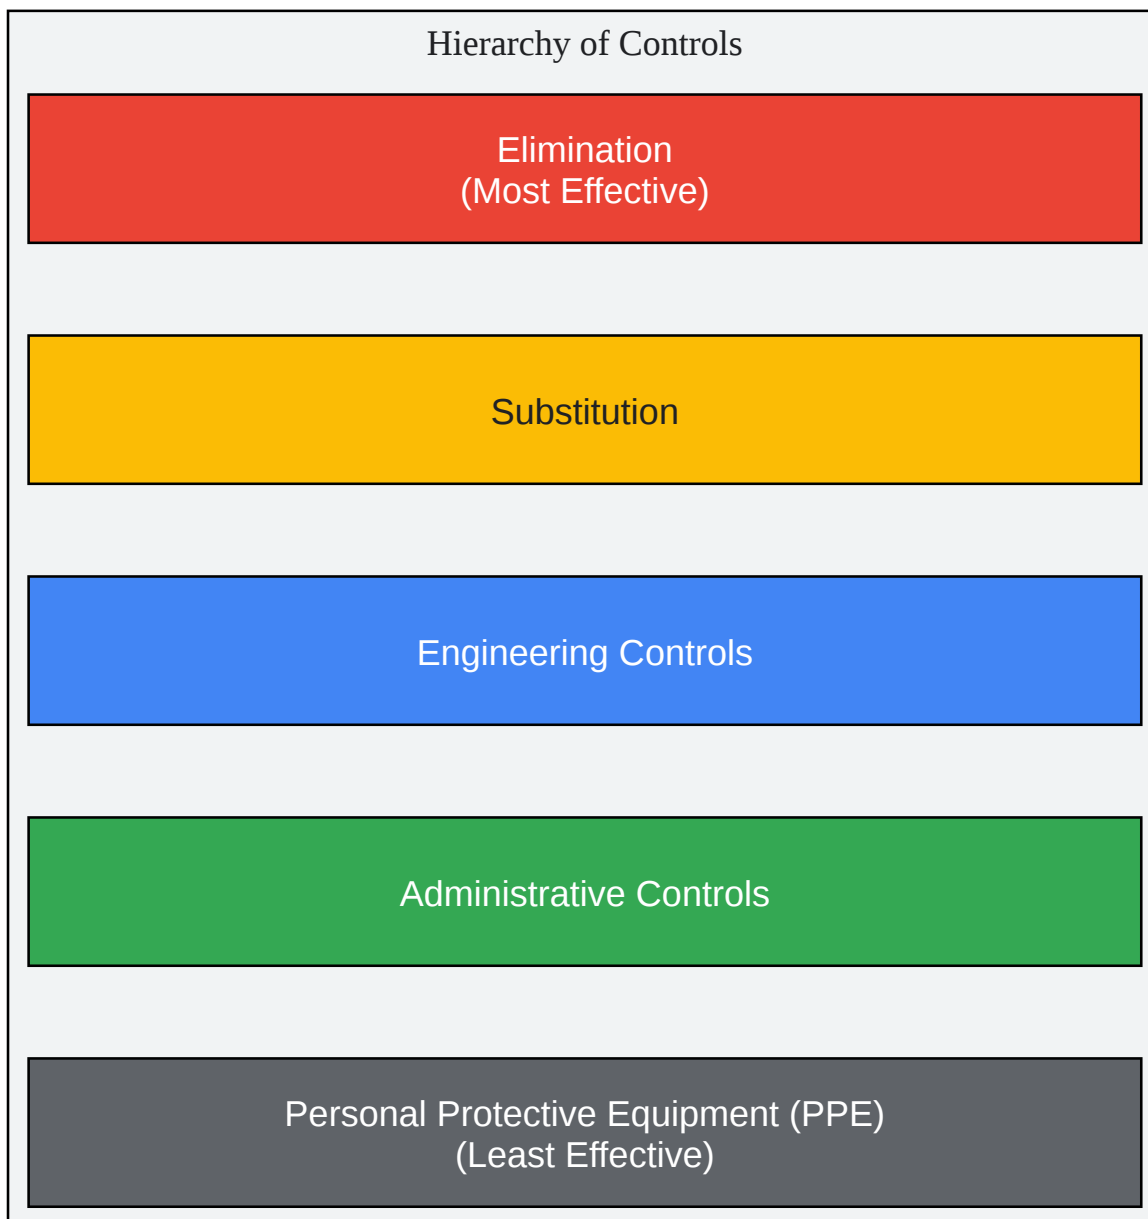 Hierarchy of Controls
Elimination
(Most Effective)
Substitution
Engineering Controls
Administrative Controls
Personal Protective Equipment (PPE)
(Least Effective)